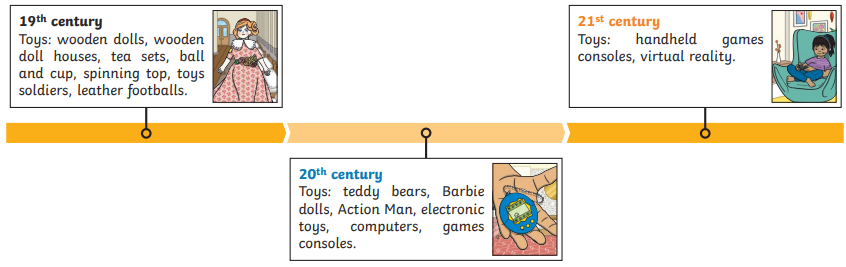 19th century
Toys: wooden dolls, wooden
doll houses, tea sets, ball
and cup, spinning top, toys
soldiers, leather footballs.
20th century
Toys: teddy bears, Barbie
dolls, Action Man, electronic
toys, computers, games
consoles.
21st century
Toys: handheld games
consoles, virtual reality.